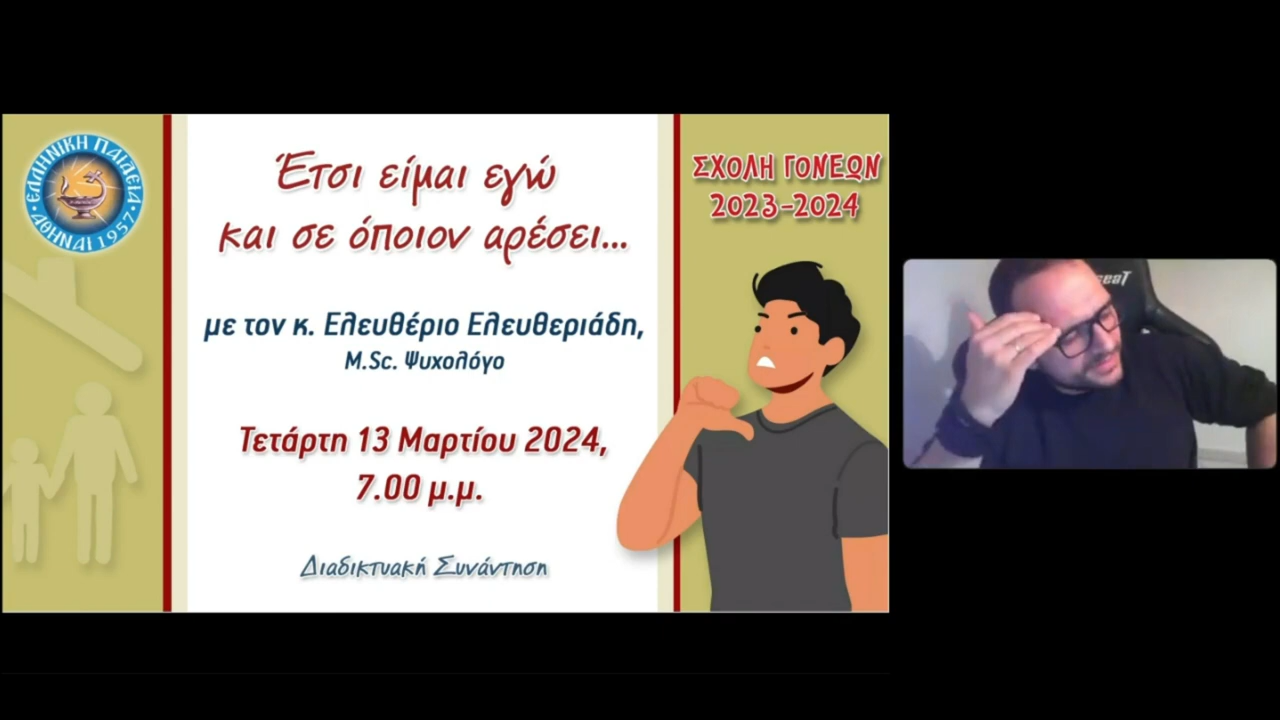 ΕΛΛΗΝΙΚΗ ΠΑΙΔΕΙΑ
ΑΘΗΝΑΙ 1957
Έτσι είμαι εγώ
και σε όποιον αρέσει...
με τον κ. Ελευθέριο Ελευθεριάδη,
M.Sc. Ψυχολόγο
Τετάρτη 13 Μαρτίου 2024,
7.00 μ.μ.
Διαδικτυακή Συνάντηση
ΣΧΟΛΗ ΓΟΝΕΩΝ
2023-2024